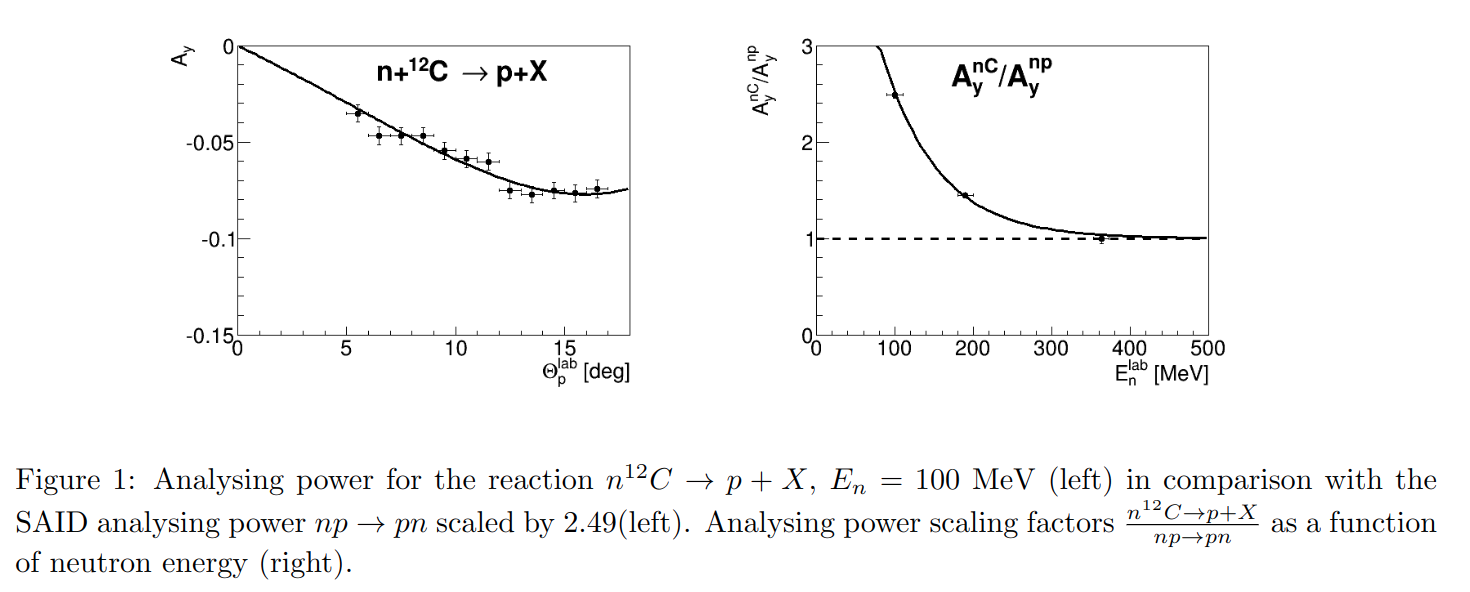 A_y
0
-0.05
-0.1
-0.15
n+¹²C → p+X
0
5
10
15
Θ_p^lab [deg]
A_y^nC/A_y^np
3
2
1
0
A_y^nC/A_y^np
0
100
200
300
400
500
E_n^lab [MeV]
Figure 1: Analysing power for the reaction n¹²C → p + X, E_n = 100 MeV (left) in comparison with the
SAID analysing power np → pn scaled by 2.49(left). Analysing power scaling factors n¹²C→p+X/np→pn as a function
of neutron energy (right).